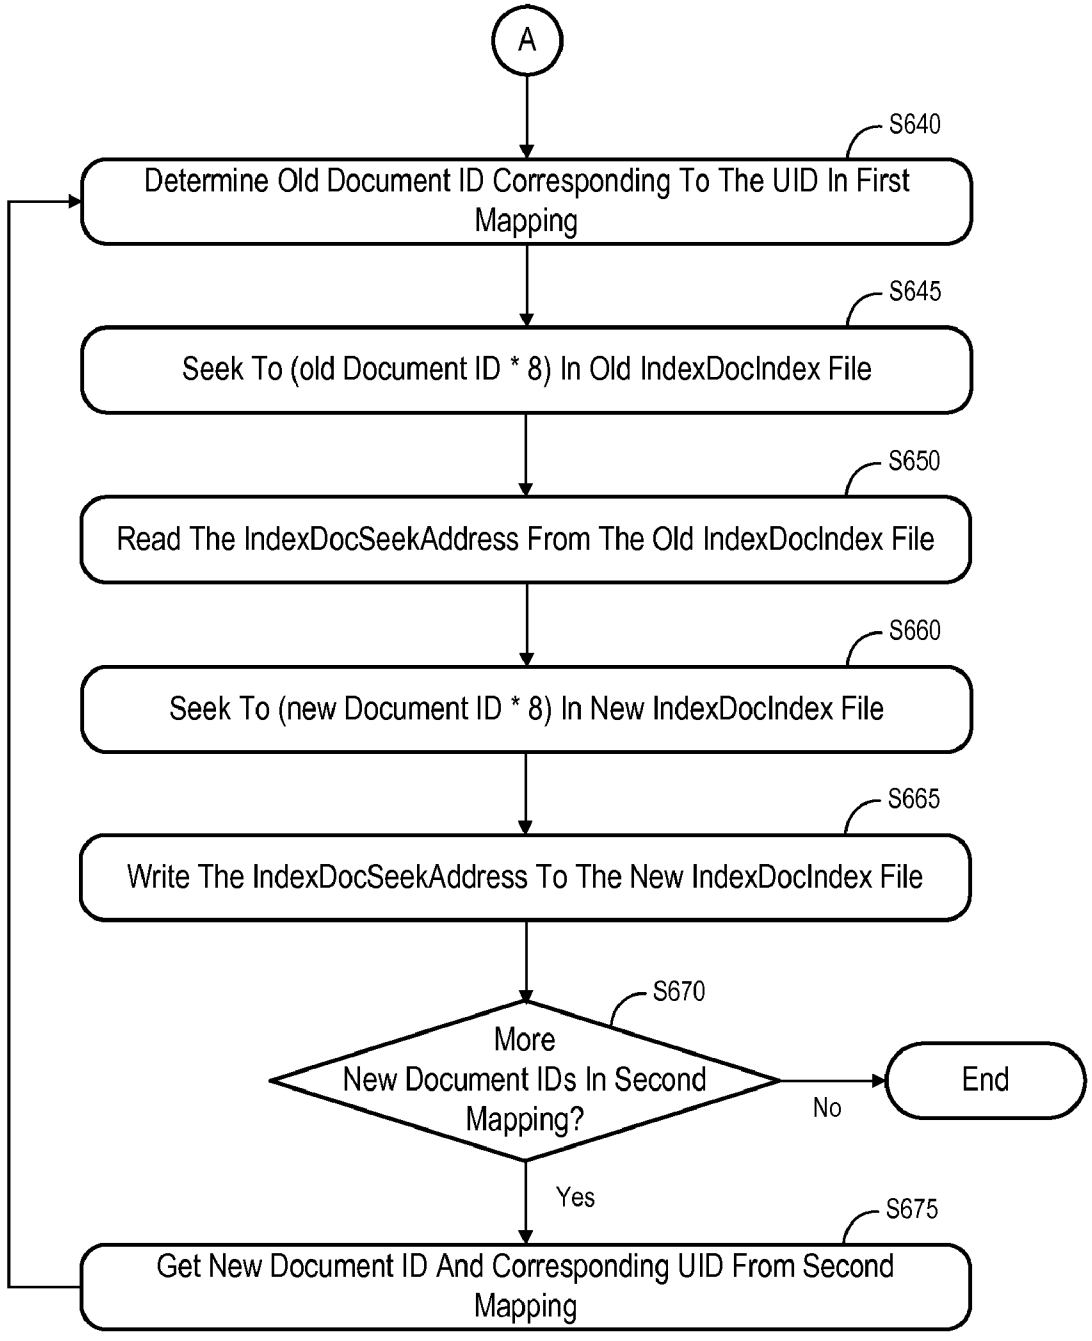 A
S640
Determine Old Document ID Corresponding To The UID In First
Mapping
S645
Seek To (old Document ID * 8) In Old IndexDocIndex File
S650
Read The IndexDocSeekAddress From The Old IndexDocIndex File
S660
Seek To (new Document ID * 8) In New IndexDocIndex File
S665
Write The IndexDocSeekAddress To The New IndexDocIndex File
S670
More
New Document IDs In Second
Mapping?
No
End
Yes
S675
Get New Document ID And Corresponding UID From Second
Mapping